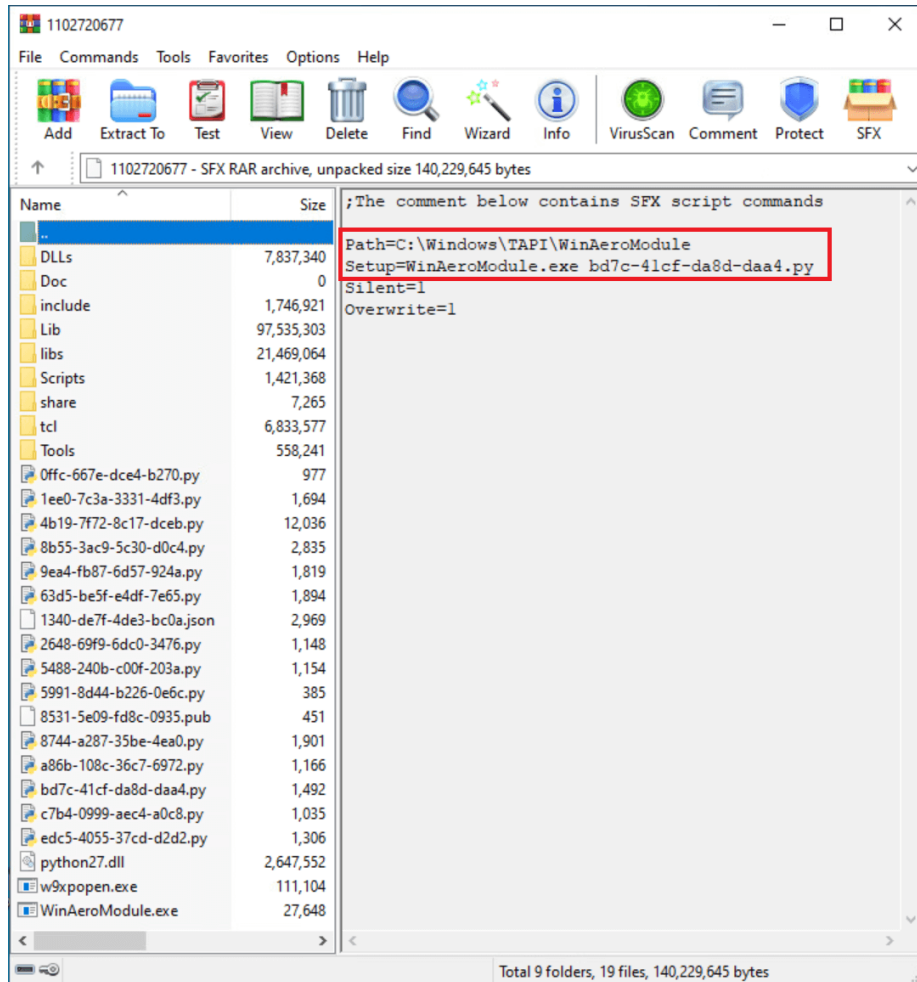 1102720677
File Commands Tools Favorites Options Help
Add Extract To Test View Delete Find Wizard Info VirusScan Comment Protect SFX
1102720677 - SFX RAR archive, unpacked size 140,229,645 bytes
Name Size
..
DLLs 7,837,340
Doc 0
include 1,746,921
Lib 97,535,303
libs 21,469,064
Scripts 1,421,368
share 7,265
tcl 6,833,577
Tools 558,241
0ffc-667e-dce4-b270.py 977
1ee0-7c3a-3331-4df3.py 1,694
4b19-7f72-8c17-dceb.py 12,036
8b55-3ac9-5c30-d0c4.py 2,835
9ea4-fb87-6d57-924a.py 1,819
63d5-be5f-e4df-7e65.py 1,894
1340-de7f-4de3-bc0a.json 2,969
2648-69f9-6dc0-3476.py 1,148
5488-240b-c00f-203a.py 1,154
5991-8d44-b226-0e6c.py 385
8531-5e09-fd8c-0935.pub 451
8744-a287-35be-4ea0.py 1,901
a86b-108c-36c7-6972.py 1,166
bd7c-41cf-da8d-daa4.py 1,492
c7b4-0999-aec4-a0c8.py 1,035
edc5-4055-37cd-d2d2.py 1,306
python27.dll 2,647,552
w9xpopen.exe 111,104
WinAeroModule.exe 27,648
;The comment below contains SFX script commands
Path=C:\Windows\TAPI\WinAeroModule
Setup=WinAeroModule.exe bd7c-41cf-da8d-daa4.py
Silent=1
Overwrite=1
Total 9 folders, 19 files, 140,229,645 bytes